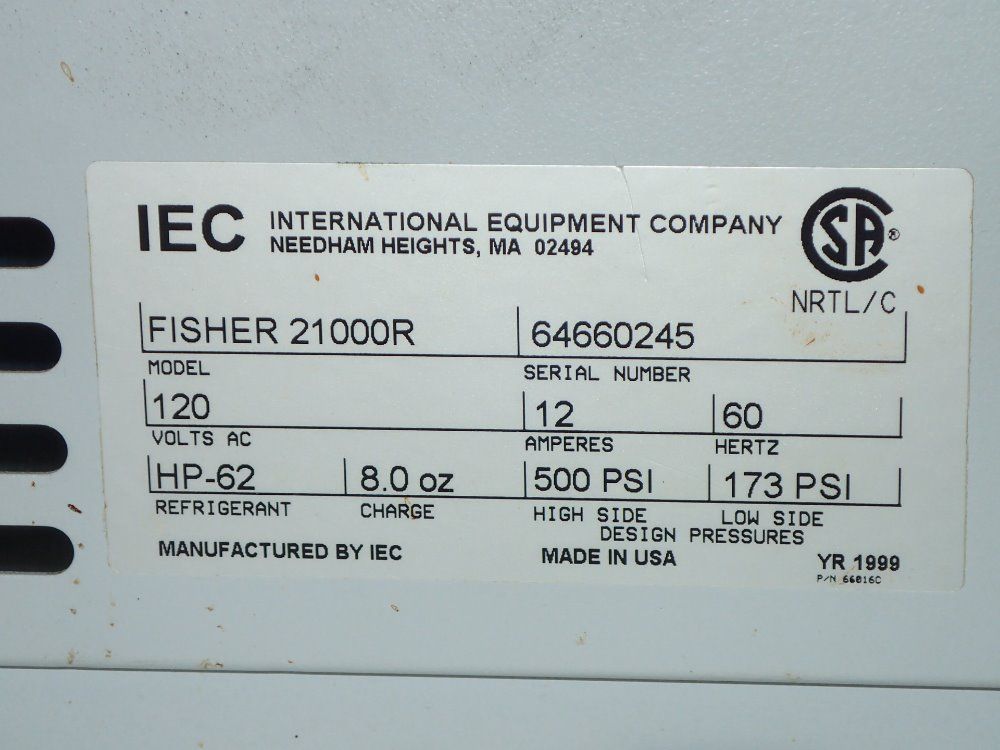 IEC INTERNATIONAL EQUIPMENT COMPANY
NEEDHAM HEIGHTS, MA 02494
CSA®
NRTL/C
FISHER 21000R 64660245
MODEL SERIAL NUMBER
120 12 60
VOLTS AC AMPERES HERTZ
HP-62 8.0 oz 500 PSI 173 PSI
REFRIGERANT CHARGE HIGH SIDE LOW SIDE
DESIGN PRESSURES
MANUFACTURED BY IEC MADE IN USA YR 1999
P/N 66016C